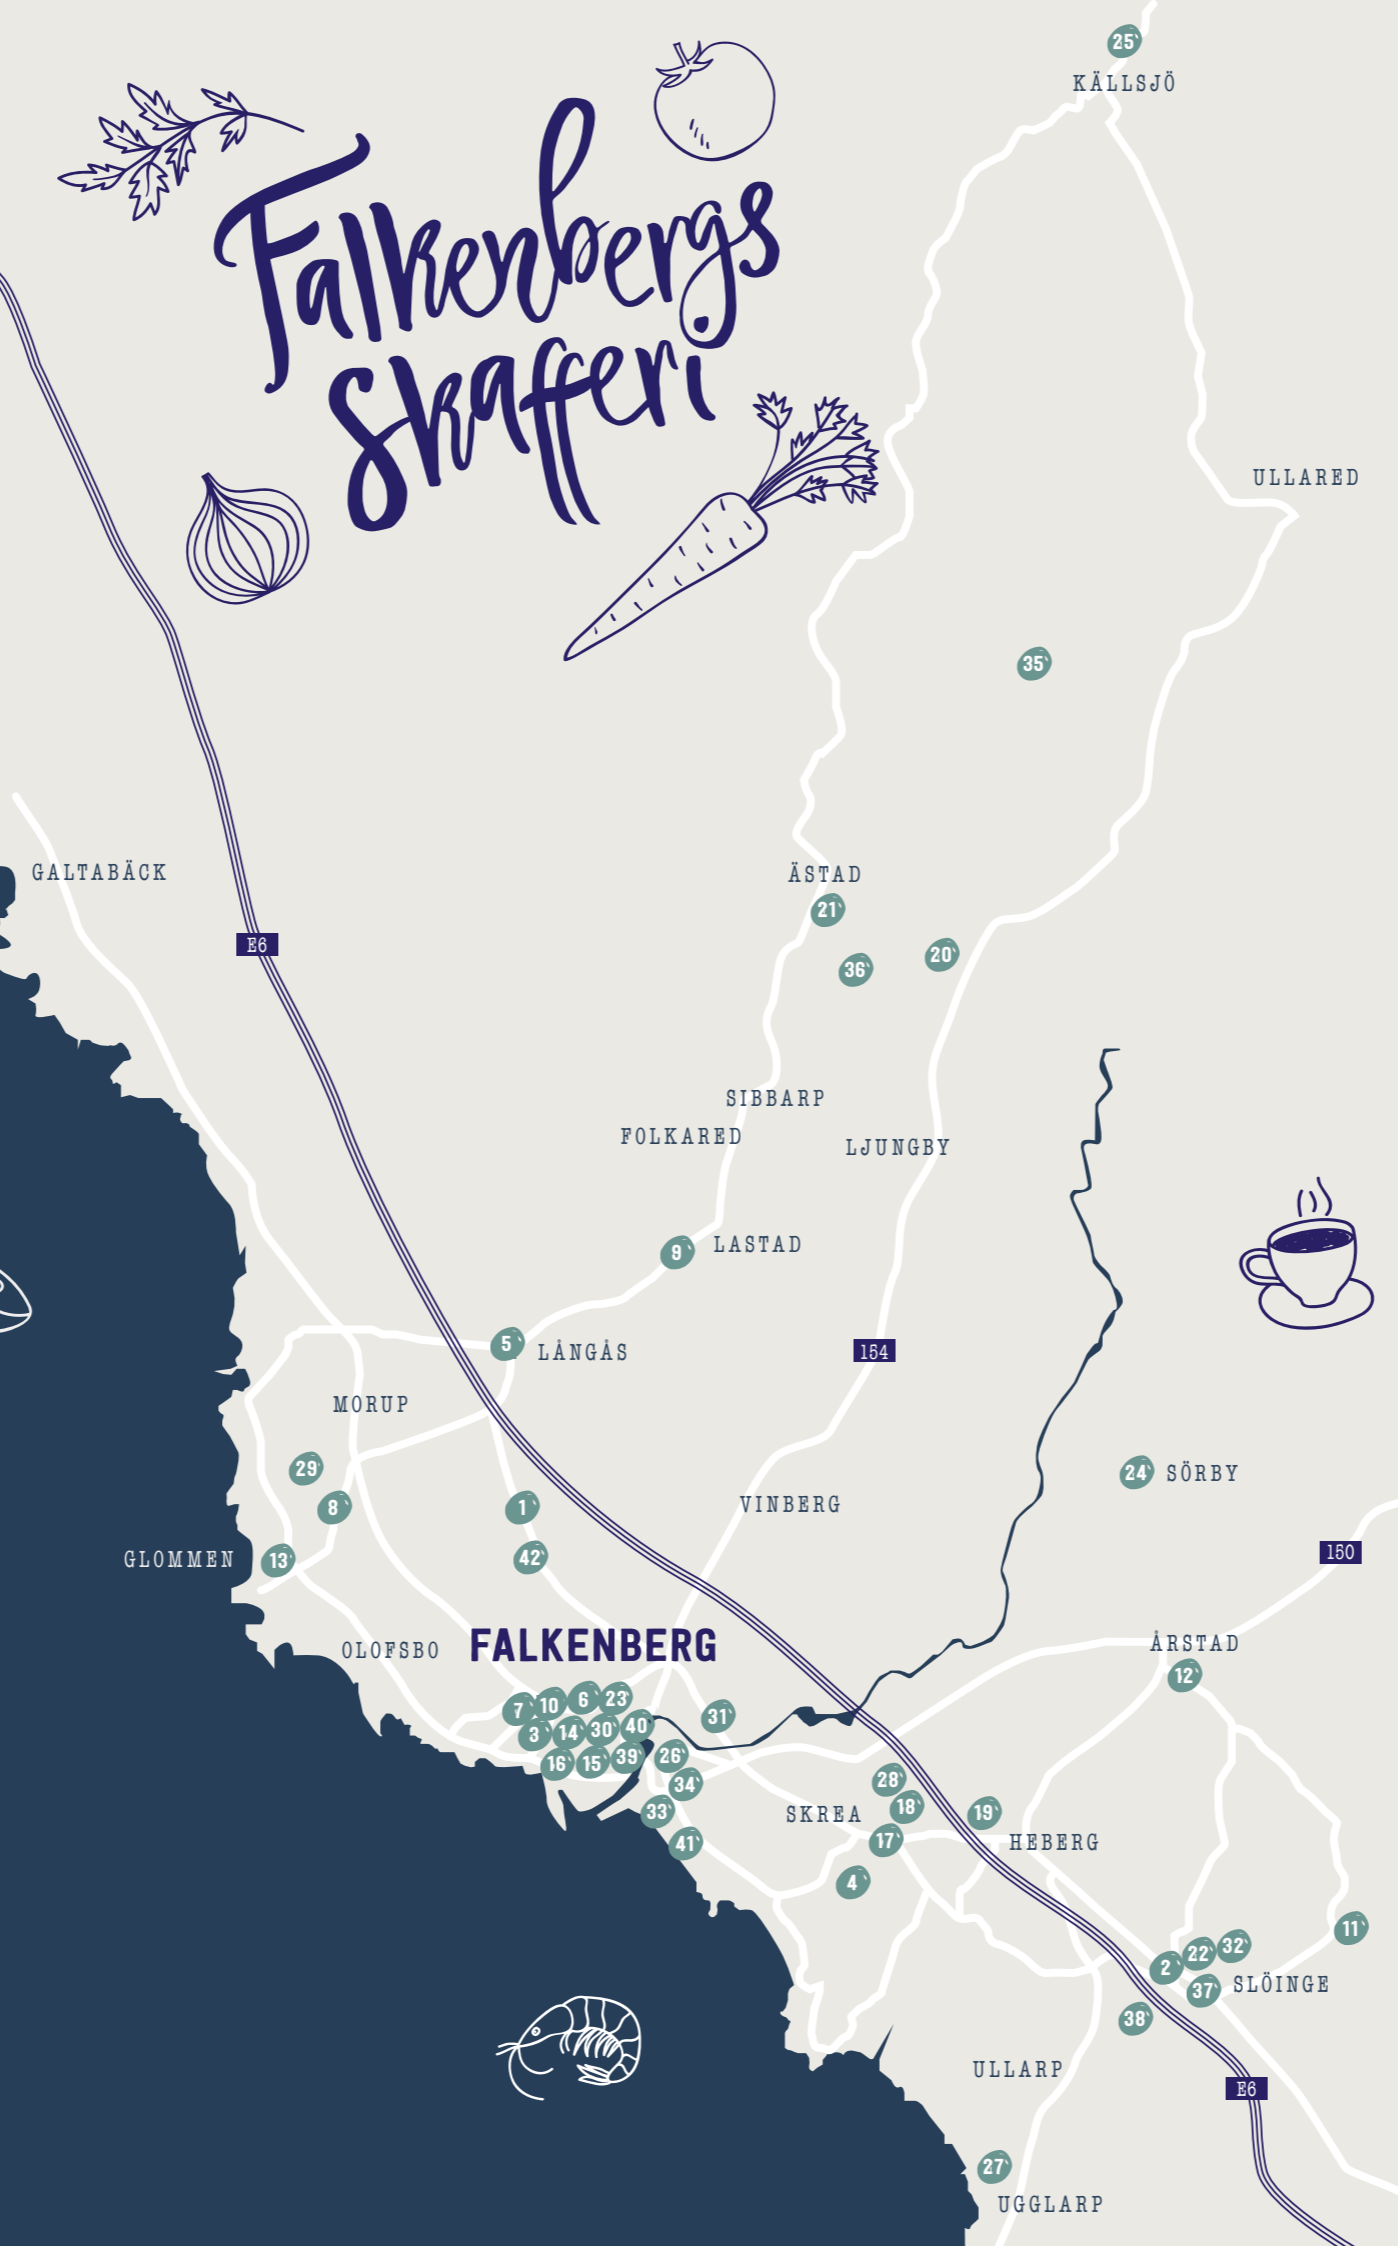 25
KÄLLSJÖ
Falkenbergs
skafferi
ULLARED
35
GALTABÄCK
ÄSTAD
21
E6
36
20
SIBBARP
FOLKARED
LJUNGBY
9
LASTAD
5
LÅNGÅS
154
MORUP
29
24
SÖRBY
8
1
VINBERG
GLOMMEN
13
42
150
OLOFSBO
FALKENBERG
ÅRSTAD
12
7
10
6
23
31
3
14
30
40
16
15
39
26
34
28
33
SKREA
18
19
41
17
HEBERG
4
11
2
22
32
37
SLÖINGE
38
ULLARP
E6
27
UGGLARP